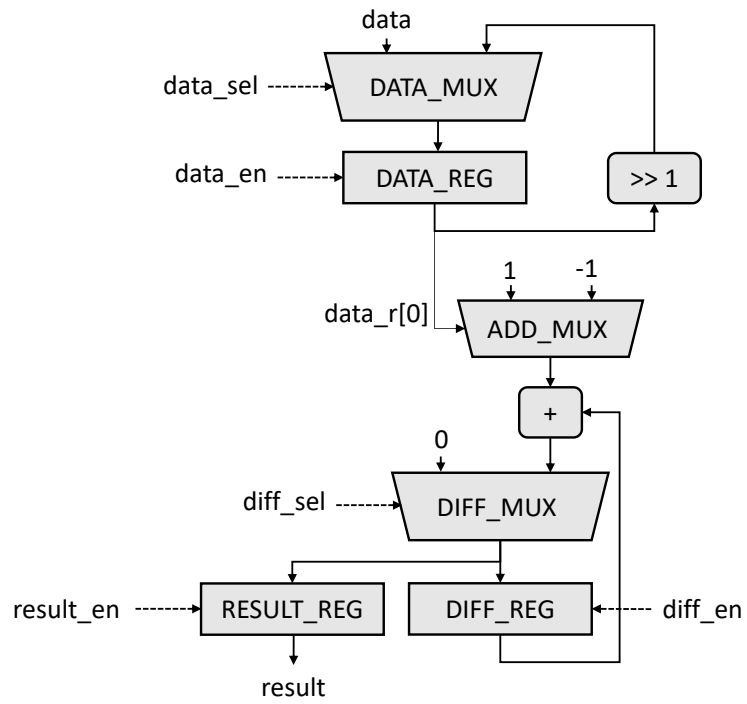 data
data_sel
DATA_MUX
data_en
DATA_REG
>> 1
1
-1
data_r[0]
ADD_MUX
+
0
diff_sel
DIFF_MUX
result_en
RESULT_REG
DIFF_REG
diff_en
result